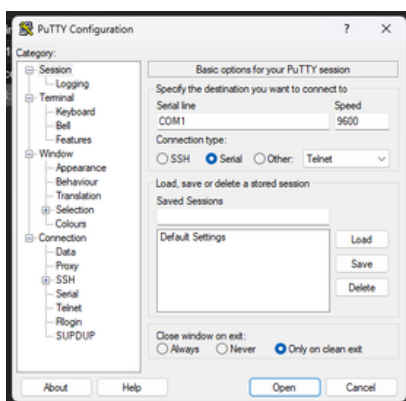 PuTTY Configuration ? ×
Category:
Session
Logging
Terminal
Keyboard
Bell
Features
Window
Appearance
Behaviour
Translation
Selection
Colours
Connection
Data
Proxy
SSH
Serial
Telnet
Rlogin
SUPDUP
Basic options for your PuTTY session
Specify the destination you want to connect to
Serial line Speed
COM1 9600
Connection type:
SSH Serial Other: Telnet
Load, save or delete a stored session
Saved Sessions
Default Settings
Load
Save
Delete
Close window on exit:
Always Never Only on clean exit
About Help Open Cancel